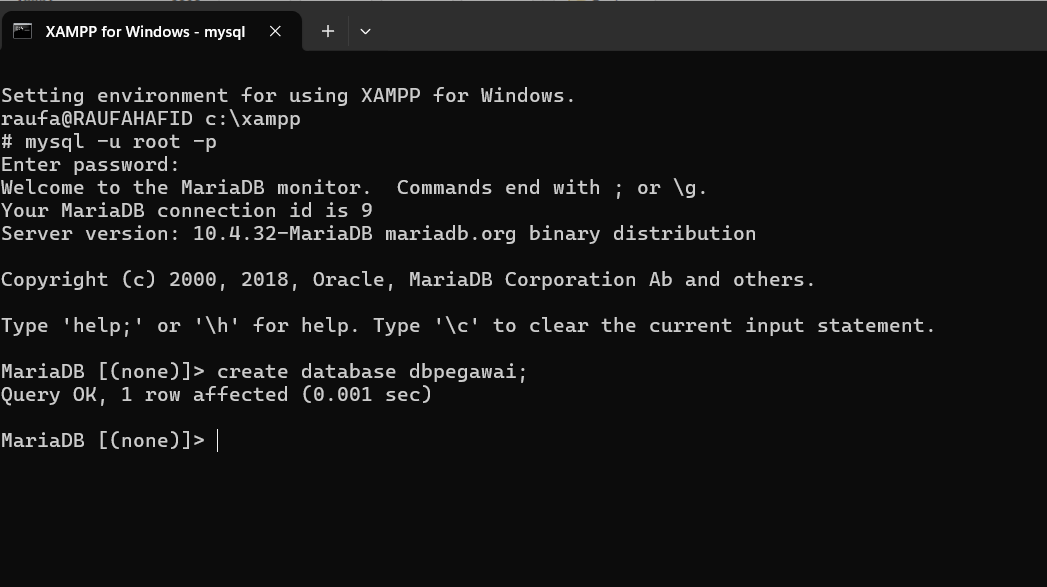 XAMPP for Windows - mysql
Setting environment for using XAMPP for Windows.
raufa@RAUFAHAFID c:\xampp
# mysql -u root -p
Enter password:
Welcome to the MariaDB monitor.  Commands end with ; or \g.
Your MariaDB connection id is 9
Server version: 10.4.32-MariaDB mariadb.org binary distribution
Copyright (c) 2000, 2018, Oracle, MariaDB Corporation Ab and others.
Type 'help;' or '\h' for help. Type '\c' to clear the current input statement.
MariaDB [(none)]> create database dbpegawai;
Query OK, 1 row affected (0.001 sec)
MariaDB [(none)]>